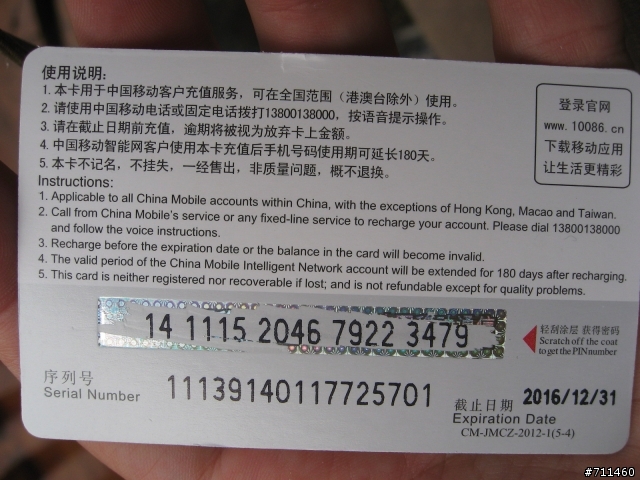 使用说明:
1. 本卡用于中国移动客户充值服务，可在全国范围（港澳台除外）使用。
2. 请使用中国移动电话或固定电话拨打13800138000，按语音提示操作。
3. 请在截止日期前充值，逾期将被视为放弃卡上金额。
4. 中国移动智能网客户使用本卡充值后手机号码使用期可延长180天。
5. 本卡不记名，不挂失，一经售出，非质量问题，概不退换。
登录官网
www.10086.cn
下载移动应用
让生活更精彩
Instructions:
1. Applicable to all China Mobile accounts within China, with the exceptions of Hong Kong, Macao and Taiwan.
2. Call from China Mobile's service or any fixed-line service to recharge your account. Please dial 13800138000
and follow the voice instructions.
3. Recharge before the expiration date or the balance in the card will become invalid.
4. The valid period of the China Mobile Intelligent Network account will be extended for 180 days after recharging.
5. This card is neither registered nor recoverable if lost; and is not refundable except for quality problems.
14 1115 2046 7922 3479
轻刮涂层 获得密码
Scratch off the coat
to get the PIN number
序列号
Serial Number
11139140117725701
截止日期 2016/12/31
Expiration Date
CM-JMCZ-2012-1(5-4)
#711460